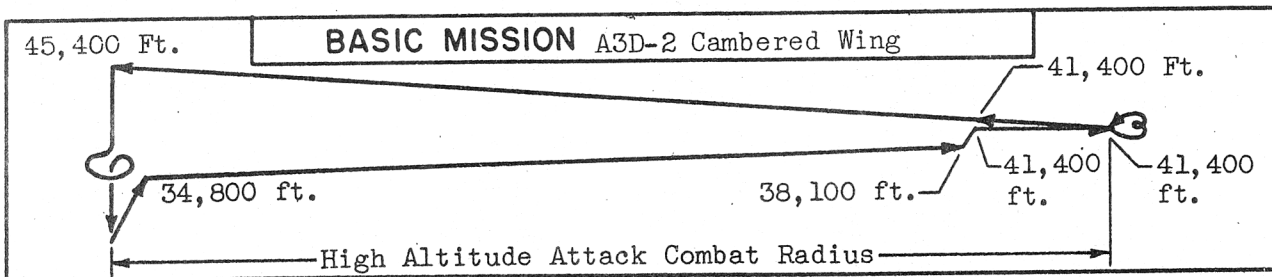 45,400 Ft.
BASIC MISSION A3D-2 Cambered Wing
41,400 Ft.
34,800 ft.
38,100 ft.
41,400
ft.
41,400
ft.
High Altitude Attack Combat Radius